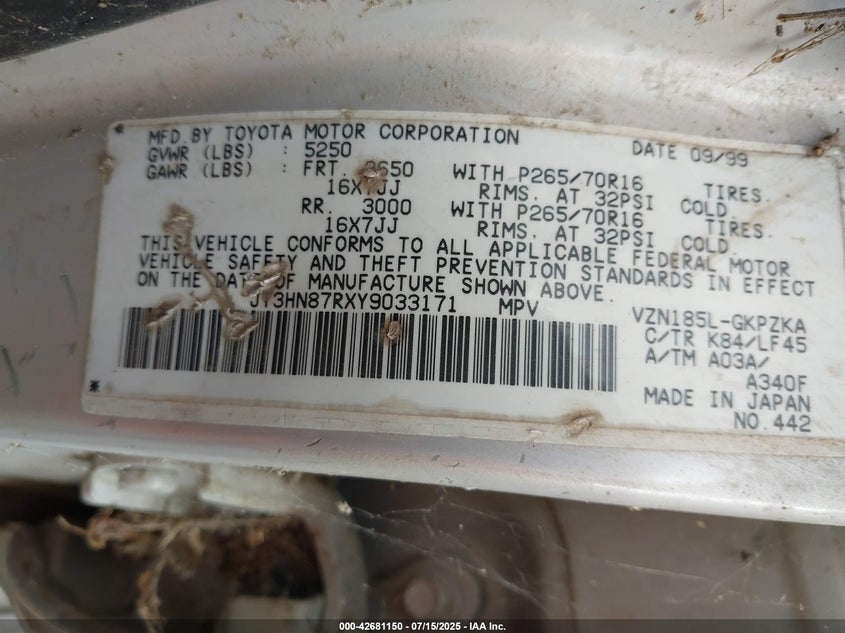 MFD. BY TOYOTA MOTOR CORPORATION DATE 09/99
GVWR (LBS) : 5250
GAWR (LBS) : FRT. 2650 WITH P265/70R16 TIRES.
16X7JJ RIMS. AT 32PSI COLD.
RR. 3000 WITH P265/70R16 TIRES.
16X7JJ RIMS. AT 32PSI COLD.
THIS VEHICLE CONFORMS TO ALL APPLICABLE FEDERAL MOTOR
VEHICLE SAFETY AND THEFT PREVENTION STANDARDS IN EFFECT
ON THE DATE OF MANUFACTURE SHOWN ABOVE.
JT3HN87RXY9033171 MPV
VZN185L-GKPZKA
C/TR K84/LF45
A/TM A03A/
A340F
MADE IN JAPAN
NO. 442
000-42681150 - 07/15/2025 - IAA Inc.